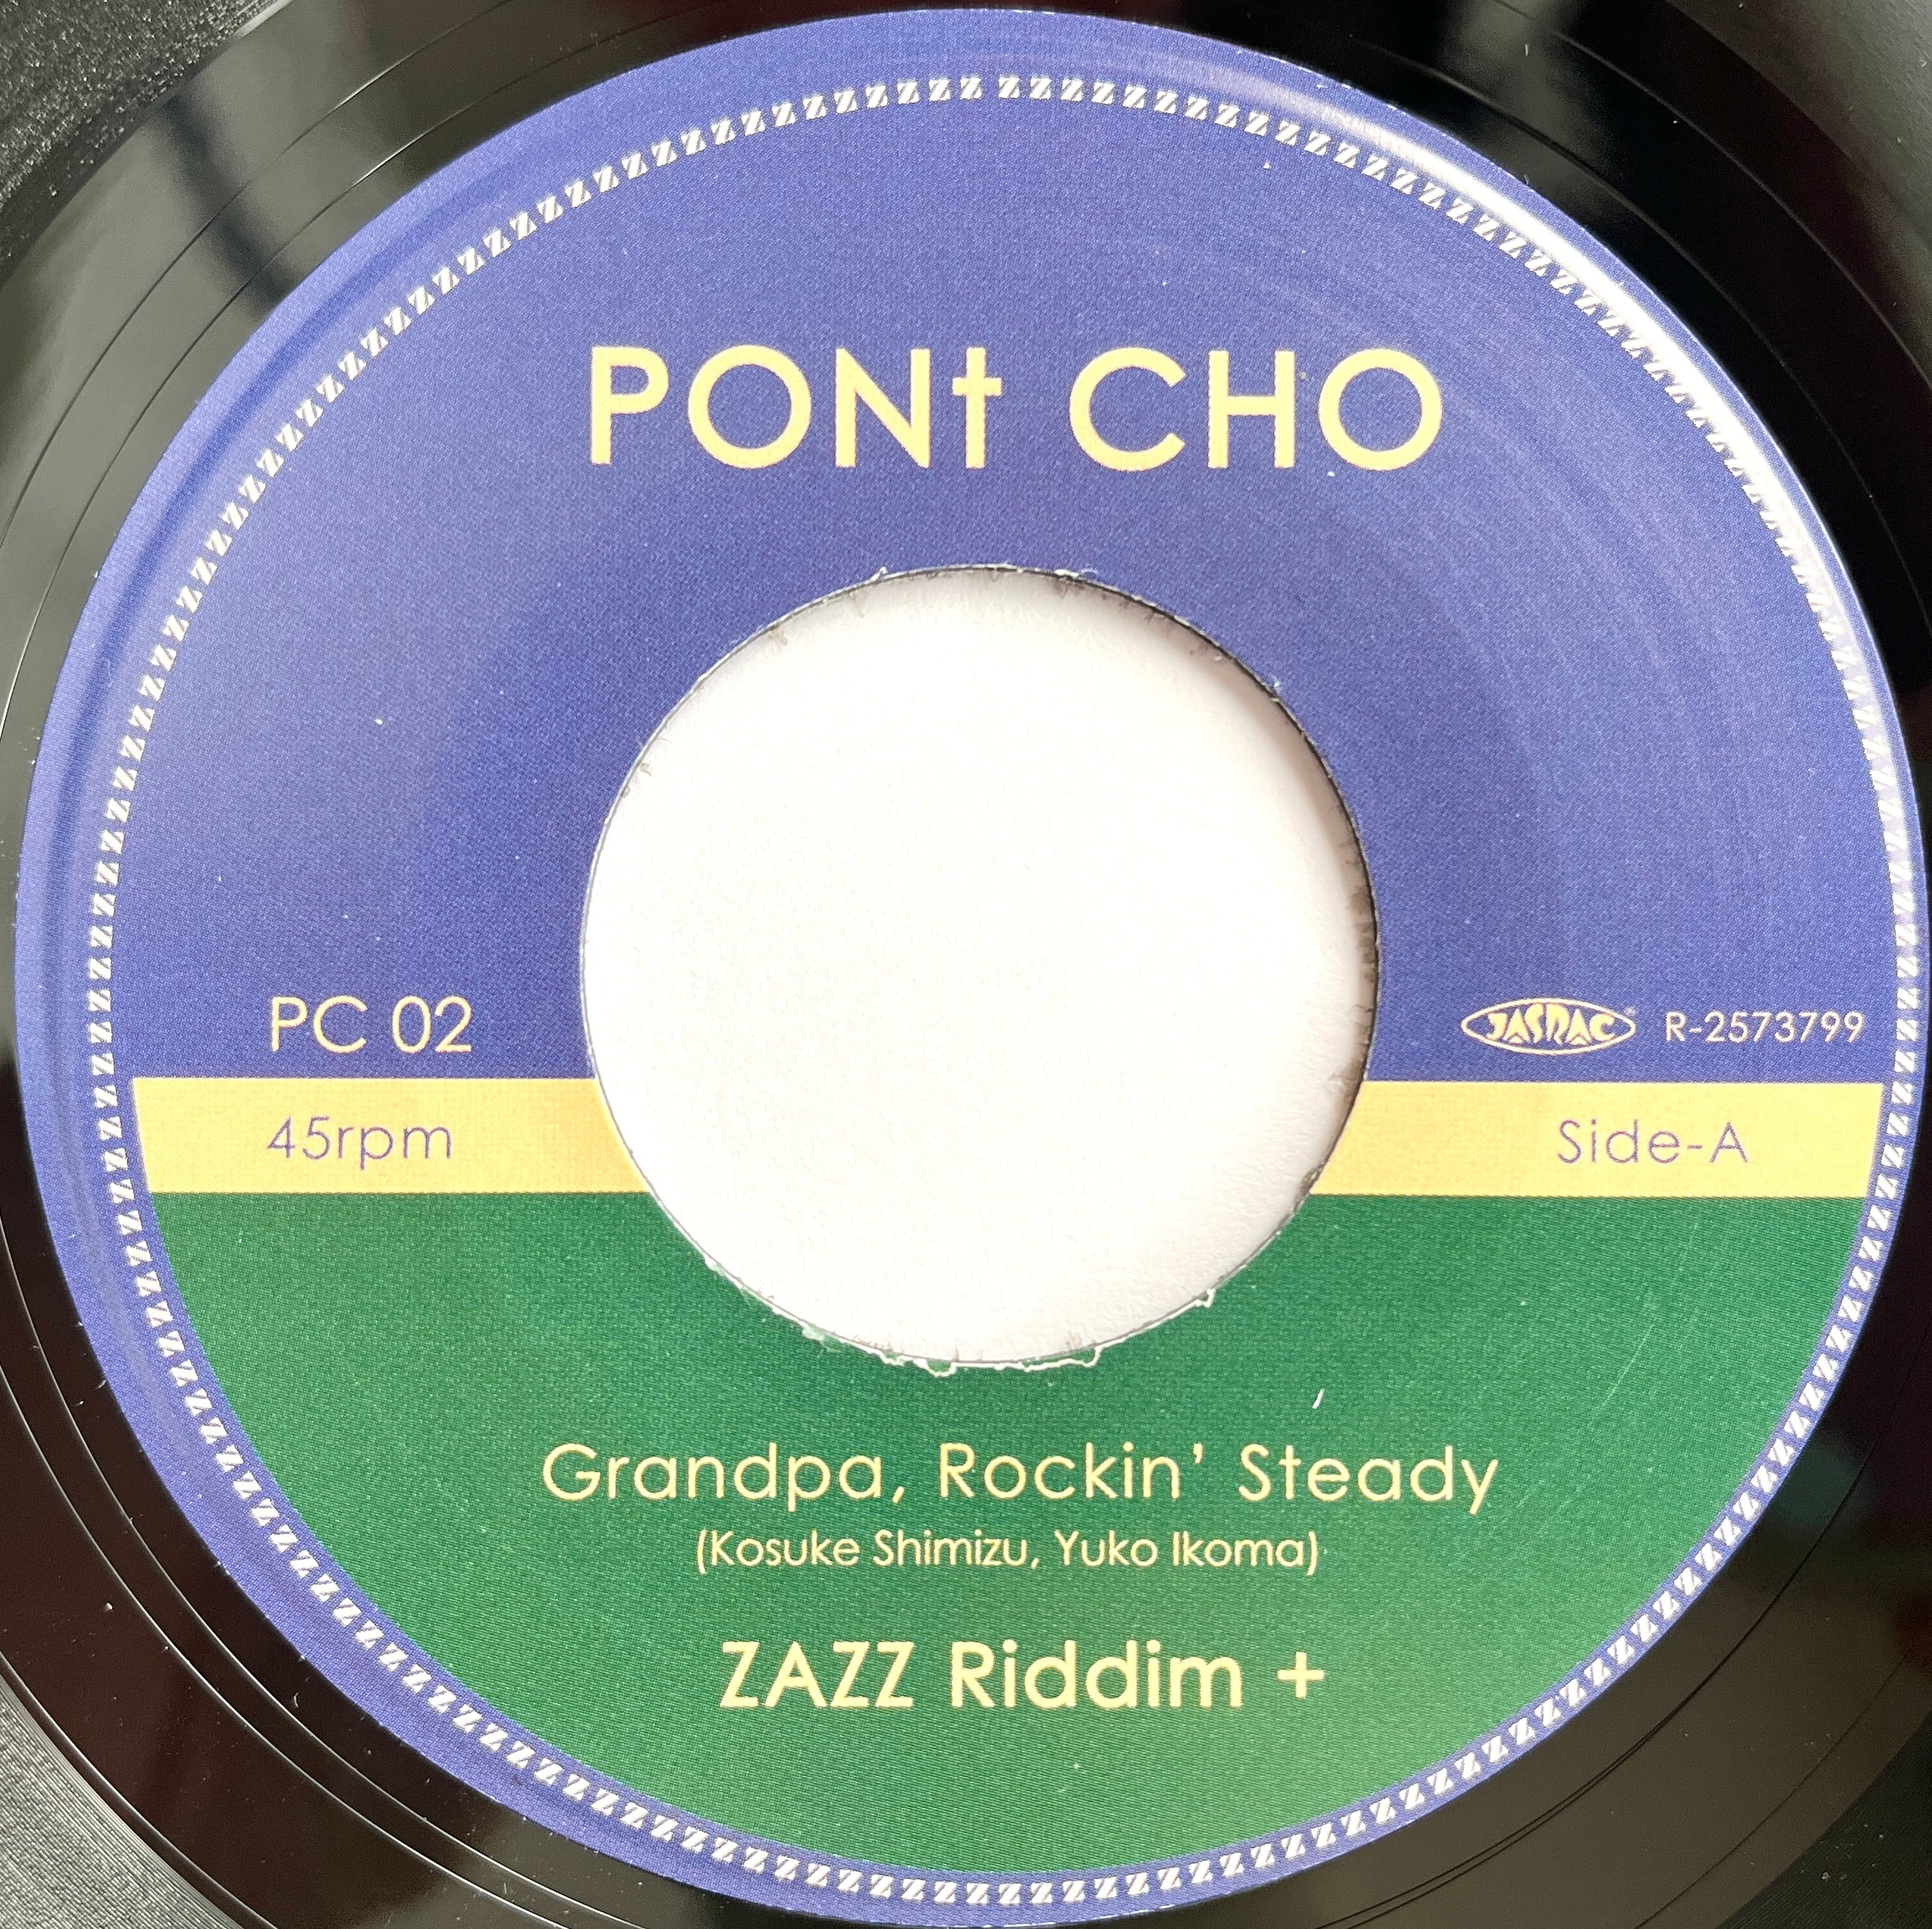 PONt CHO
PC 02
JASRAC® R-2573799
45rpm
Side-A
Grandpa, Rockin’ Steady
(Kosuke Shimizu, Yuko Ikoma)
ZAZZ Riddim +